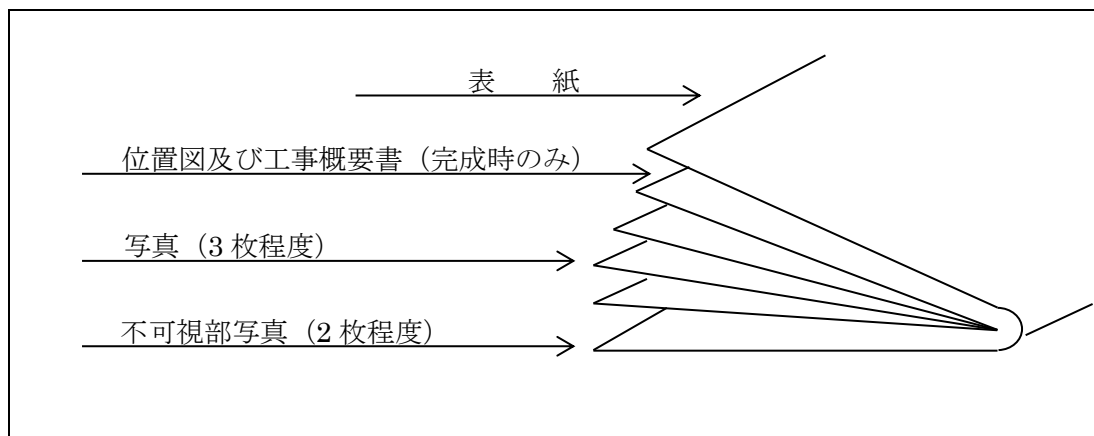 表　　紙
位置図及び工事概要書（完成時のみ）
写真（3 枚程度）
不可視部写真（2 枚程度）